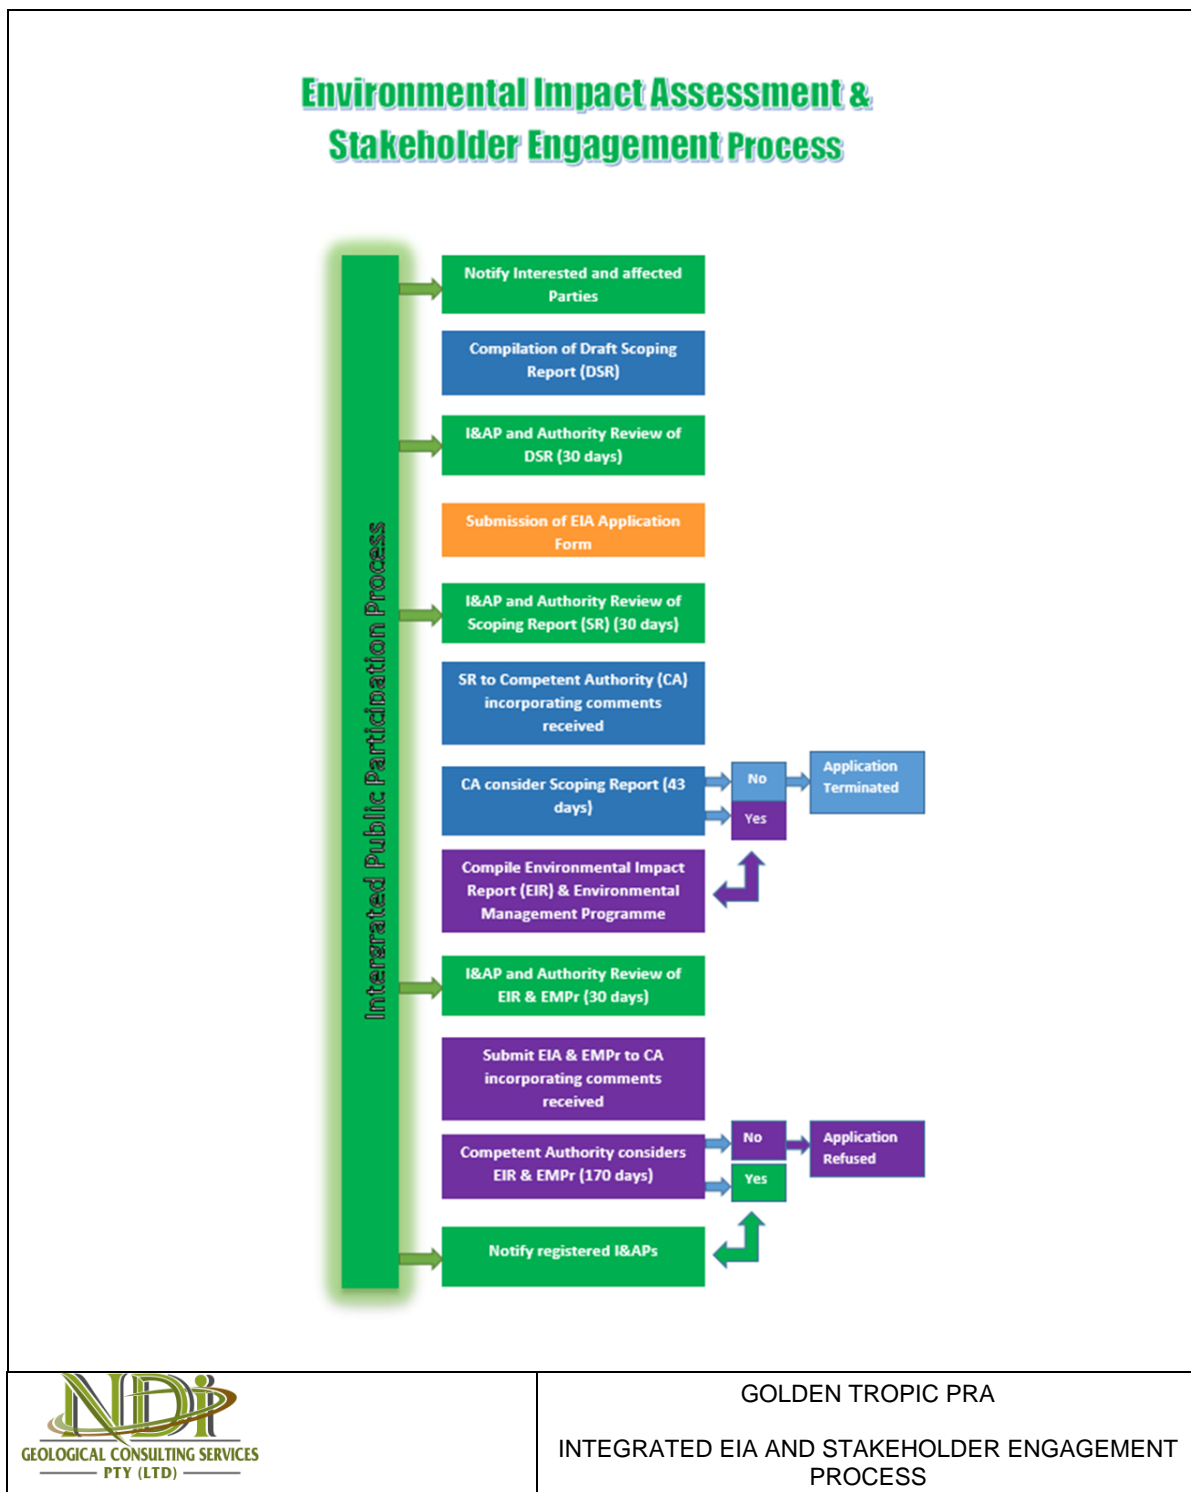 Environmental Impact Assessment &
Stakeholder Engagement Process
Intergrated Public Participation Process
Notify Interested and affected
Parties
Compilation of Draft Scoping
Report (DSR)
I&AP and Authority Review of
DSR (30 days)
Submission of EIA Application
Form
I&AP and Authority Review of
Scoping Report (SR) (30 days)
SR to Competent Authority (CA)
incorporating comments
received
CA consider Scoping Report (43
days)
No
Yes
Application
Terminated
Compile Environmental Impact
Report (EIR) & Environmental
Management Programme
I&AP and Authority Review of
EIR & EMPr (30 days)
Submit EIA & EMPr to CA
incorporating comments
received
Competent Authority considers
EIR & EMPr (170 days)
No
Yes
Application
Refused
Notify registered I&APs
NDi
GEOLOGICAL CONSULTING SERVICES
PTY (LTD)
GOLDEN TROPIC PRA
INTEGRATED EIA AND STAKEHOLDER ENGAGEMENT
PROCESS